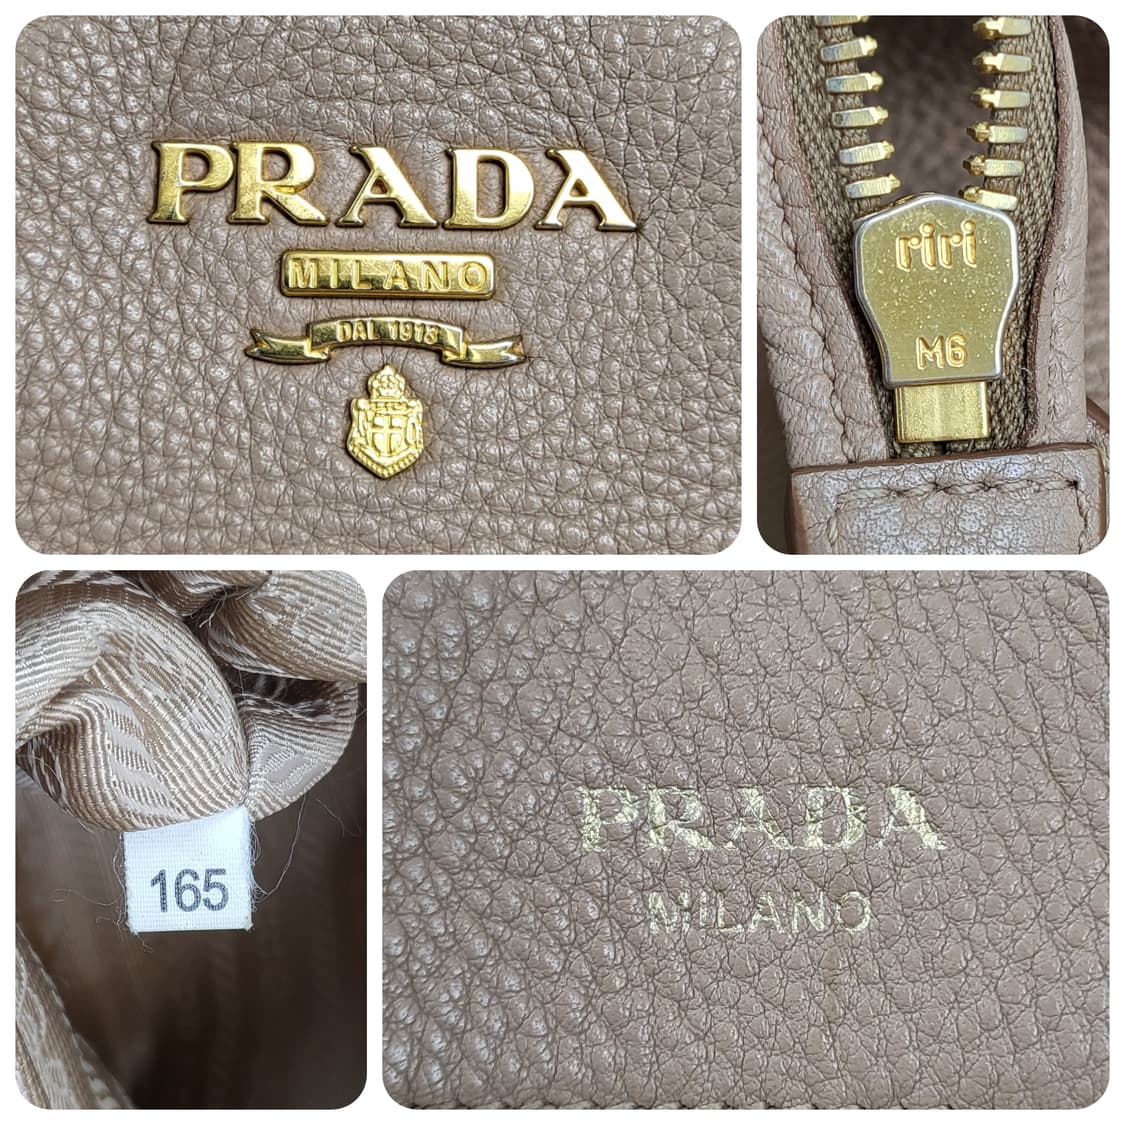 PRADA
MILANO
DAL 1913
riri
M6
165
PRADA
MILANO